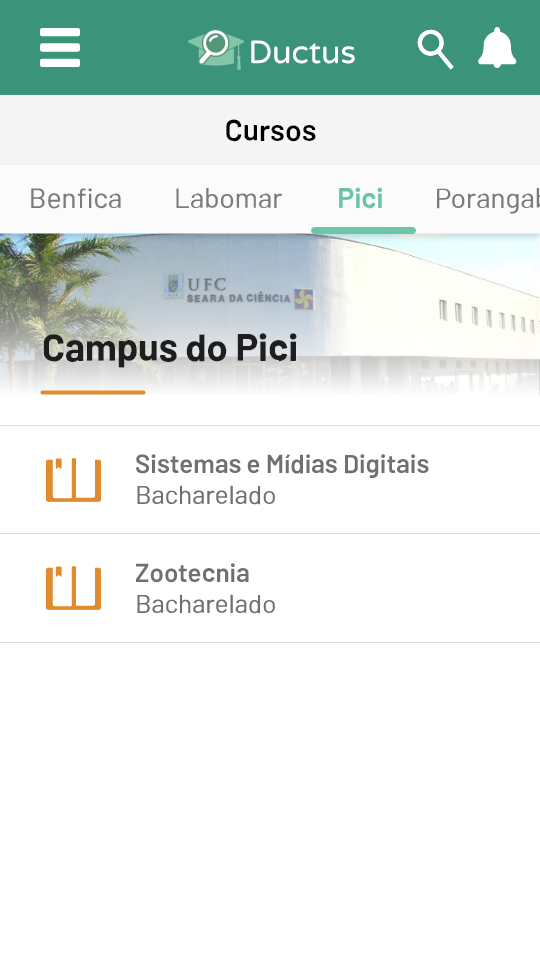 Ductus
Cursos
Benfica Labomar Pici Porangab
UFC
SEARA DA CIÊNCIA
Campus do Pici
Sistemas e Mídias Digitais
Bacharelado
Zootecnia
Bacharelado